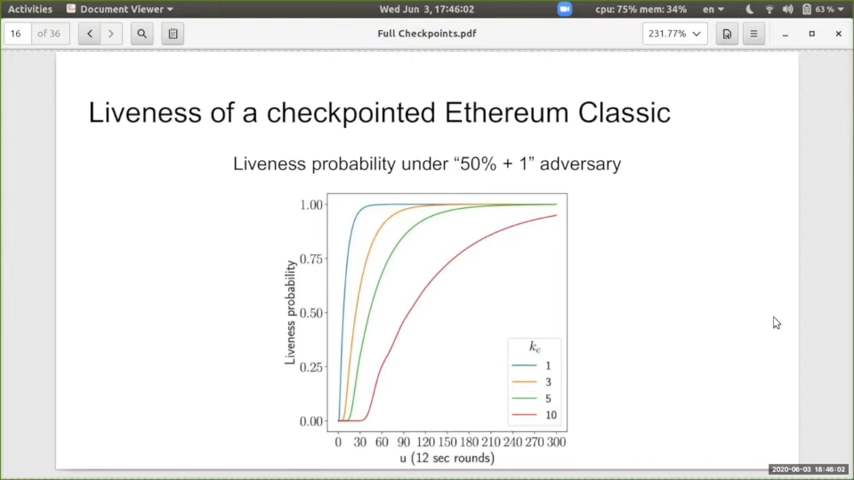 Activities Document Viewer Wed Jun 3, 17:46:02 cpu: 75% mem: 34% en 63 %
16 of 36 Full Checkpoints.pdf 231.77%
Liveness of a checkpointed Ethereum Classic
Liveness probability under “50% + 1” adversary
Liveness probability
1.00
0.75
0.50
0.25
0.00
k_c
1
3
5
10
0 30 60 90 120 150 180 210 240 270 300
u (12 sec rounds)
2020-06-03 18:46:02